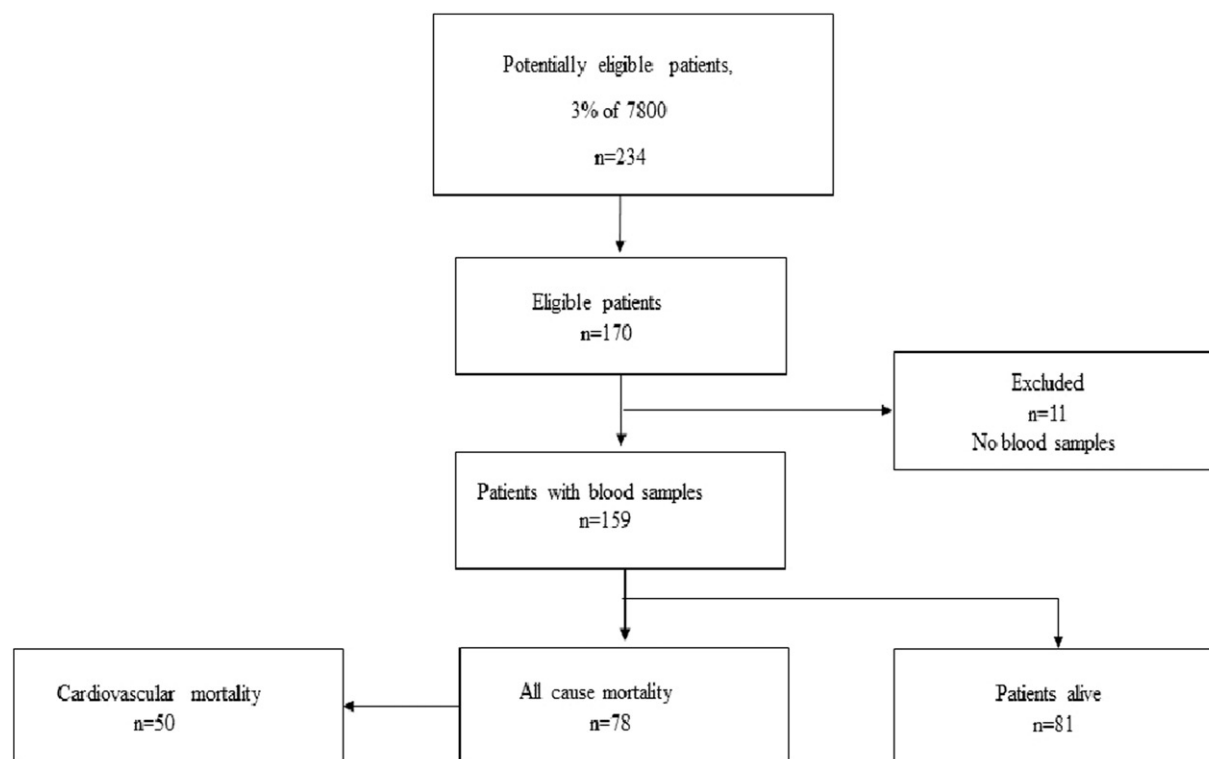 Potentially eligible patients,
3% of 7800
n=234
Eligible patients
n=170
Excluded
n=11
No blood samples
Patients with blood samples
n=159
Cardiovascular mortality
n=50
All cause mortality
n=78
Patients alive
n=81